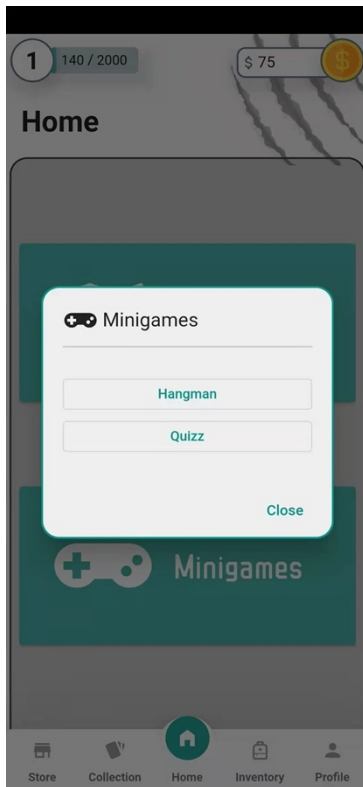 1
140 / 2000
$ 75
$
Home
Minigames
Hangman
Quizz
Close
Minigames
Store
Collection
Home
Inventory
Profile